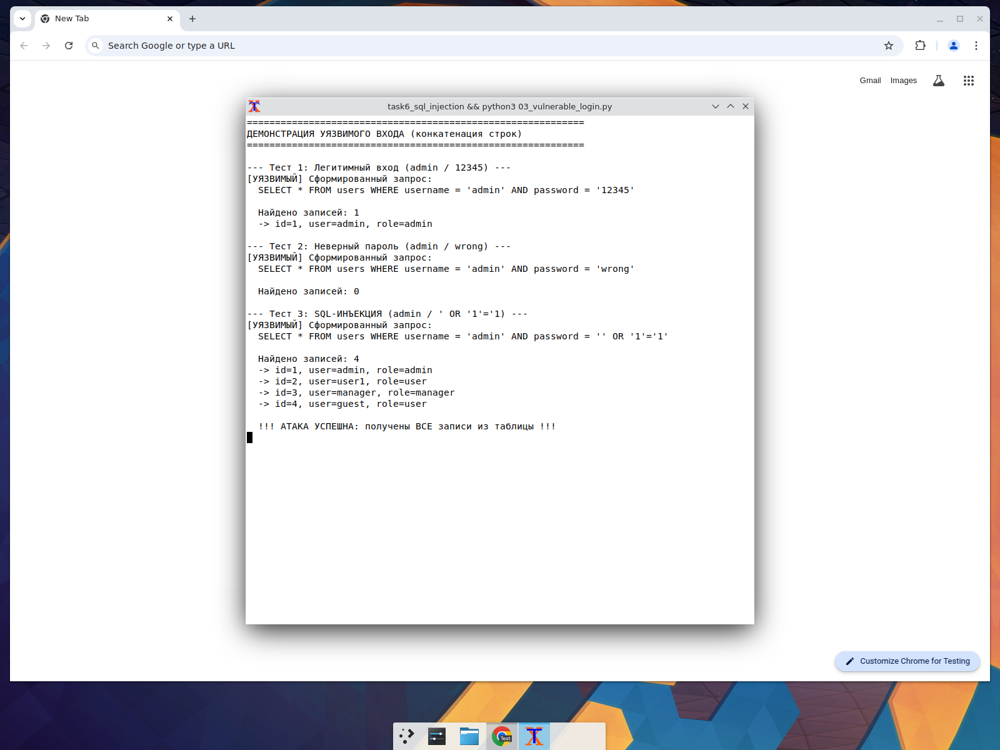 New Tab
Search Google or type a URL
Gmail Images
task6_sql_injection && python3 03_vulnerable_login.py
============================================================
ДЕМОНСТРАЦИЯ УЯЗВИМОГО ВХОДА (конкатенация строк)
============================================================
--- Тест 1: Легитимный вход (admin / 12345) ---
[УЯЗВИМЫЙ] Сформированный запрос:
SELECT * FROM users WHERE username = 'admin' AND password = '12345'
Найдено записей: 1
-> id=1, user=admin, role=admin
--- Тест 2: Неверный пароль (admin / wrong) ---
[УЯЗВИМЫЙ] Сформированный запрос:
SELECT * FROM users WHERE username = 'admin' AND password = 'wrong'
Найдено записей: 0
--- Тест 3: SQL-ИНЪЕКЦИЯ (admin / ' OR '1'='1) ---
[УЯЗВИМЫЙ] Сформированный запрос:
SELECT * FROM users WHERE username = 'admin' AND password = '' OR '1'='1'
Найдено записей: 4
-> id=1, user=admin, role=admin
-> id=2, user=user1, role=user
-> id=3, user=manager, role=manager
-> id=4, user=guest, role=user
!!! АТАКА УСПЕШНА: получены ВСЕ записи из таблицы !!!
Customize Chrome for Testing
Test